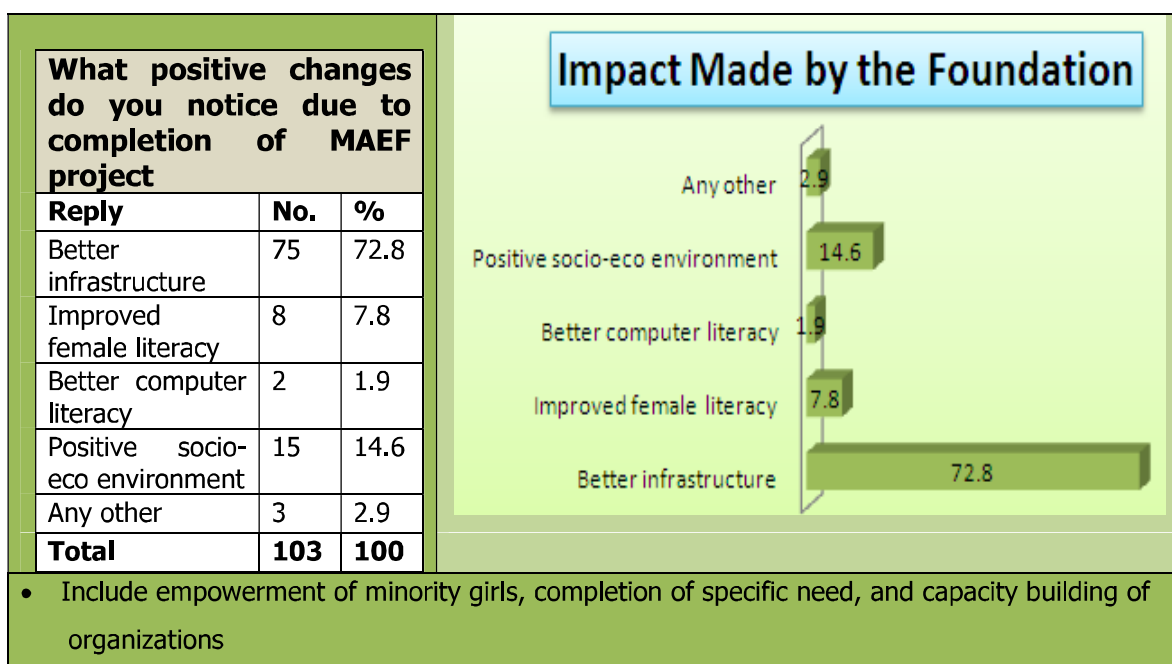 What positive changes
do you notice due to
completion of MAEF
project
Reply No. %
Better
infrastructure 75 72.8
Improved
female literacy 8 7.8
Better computer
literacy 2 1.9
Positive socio-
eco environment 15 14.6
Any other 3 2.9
Total 103 100
Impact Made by the Foundation
Any other 2.9
Positive socio-eco environment 14.6
Better computer literacy 1.9
Improved female literacy 7.8
Better infrastructure 72.8
• Include empowerment of minority girls, completion of specific need, and capacity building of
organizations